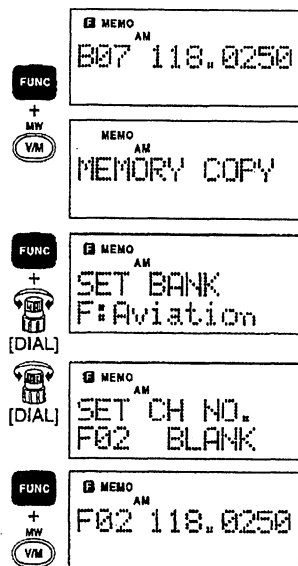 F MEMO
AM
B07 118.0250
FUNC
+
MW
V/M
MEMO
AM
MEMORY COPY
FUNC
+
[DIAL]
F MEMO
AM
SET BANK
F:Aviation
[DIAL]
F MEMO
AM
SET CH NO.
F02 BLANK
FUNC
+
MW
V/M
F MEMO
AM
F02 118.0250